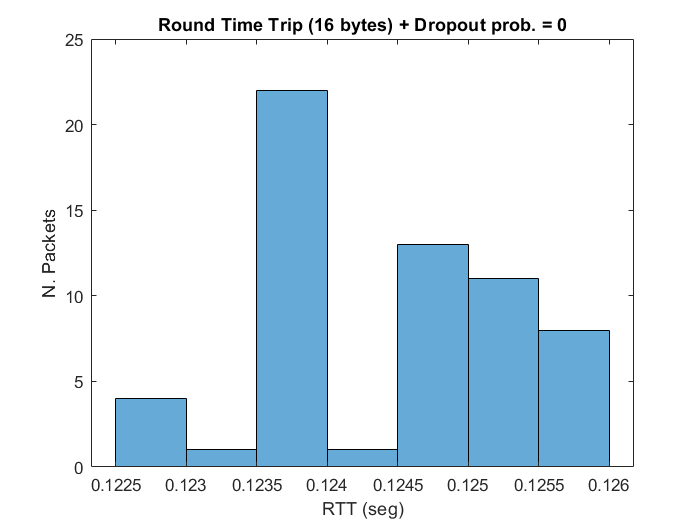 Round Time Trip (16 bytes) + Dropout prob. = 0
25
20
15
10
5
0
N. Packets
0.1225 0.123 0.1235 0.124 0.1245 0.125 0.1255 0.126
RTT (seg)